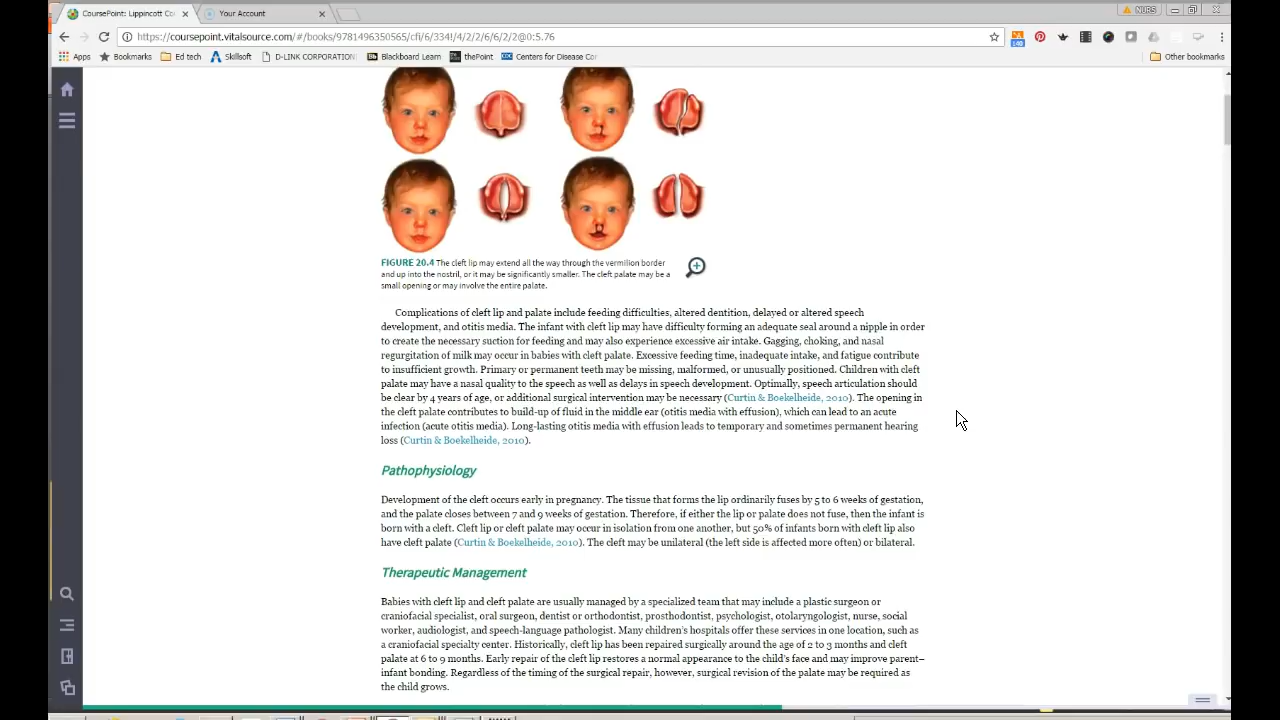 CoursePoint: Lippincott Co
Your Account
NURS
https://coursepoint.vitalsource.com/#/books/9781496350565/cfi/6/334!/4/2/2/6/6/2/2@0:5.76
140
Apps
Bookmarks
Ed tech
Skillsoft
D-LINK CORPORATION
Blackboard Learn
thePoint
Centers for Disease Co
Other bookmarks
FIGURE 20.4 The cleft lip may extend all the way through the vermilion border
and up into the nostril, or it may be significantly smaller. The cleft palate may be a
small opening or may involve the entire palate.
Complications of cleft lip and palate include feeding difficulties, altered dentition, delayed or altered speech
development, and otitis media. The infant with cleft lip may have difficulty forming an adequate seal around a nipple in order
to create the necessary suction for feeding and may also experience excessive air intake. Gagging, choking, and nasal
regurgitation of milk may occur in babies with cleft palate. Excessive feeding time, inadequate intake, and fatigue contribute
to insufficient growth. Primary or permanent teeth may be missing, malformed, or unusually positioned. Children with cleft
palate may have a nasal quality to the speech as well as delays in speech development. Optimally, speech articulation should
be clear by 4 years of age, or additional surgical intervention may be necessary (Curtin & Boekelheide, 2010). The opening in
the cleft palate contributes to build-up of fluid in the middle ear (otitis media with effusion), which can lead to an acute
infection (acute otitis media). Long-lasting otitis media with effusion leads to temporary and sometimes permanent hearing
loss (Curtin & Boekelheide, 2010).
Pathophysiology
Development of the cleft occurs early in pregnancy. The tissue that forms the lip ordinarily fuses by 5 to 6 weeks of gestation,
and the palate closes between 7 and 9 weeks of gestation. Therefore, if either the lip or palate does not fuse, then the infant is
born with a cleft. Cleft lip or cleft palate may occur in isolation from one another, but 50% of infants born with cleft lip also
have cleft palate (Curtin & Boekelheide, 2010). The cleft may be unilateral (the left side is affected more often) or bilateral.
Therapeutic Management
Babies with cleft lip and cleft palate are usually managed by a specialized team that may include a plastic surgeon or
craniofacial specialist, oral surgeon, dentist or orthodontist, prosthodontist, psychologist, otolaryngologist, nurse, social
worker, audiologist, and speech-language pathologist. Many children's hospitals offer these services in one location, such as
a craniofacial specialty center. Historically, cleft lip has been repaired surgically around the age of 2 to 3 months and cleft
palate at 6 to 9 months. Early repair of the cleft lip restores a normal appearance to the child's face and may improve parent–
infant bonding. Regardless of the timing of the surgical repair, however, surgical revision of the palate may be required as
the child grows.